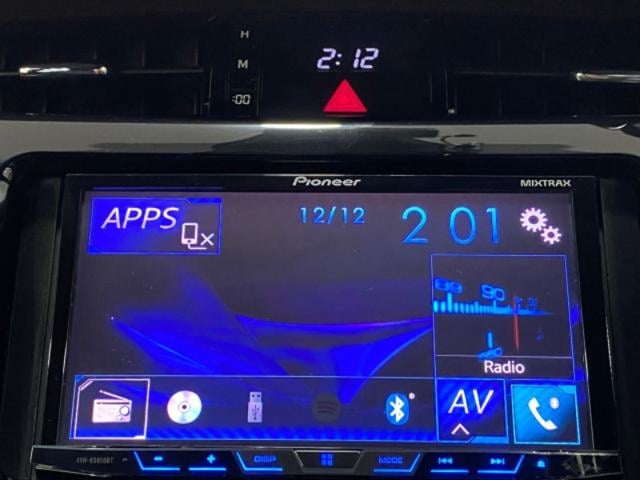 H
2:12
M
:00
Pioneer
MIXTRAX
APPS
12/12
2 01
89 90
Radio
AV
DISP
MODE